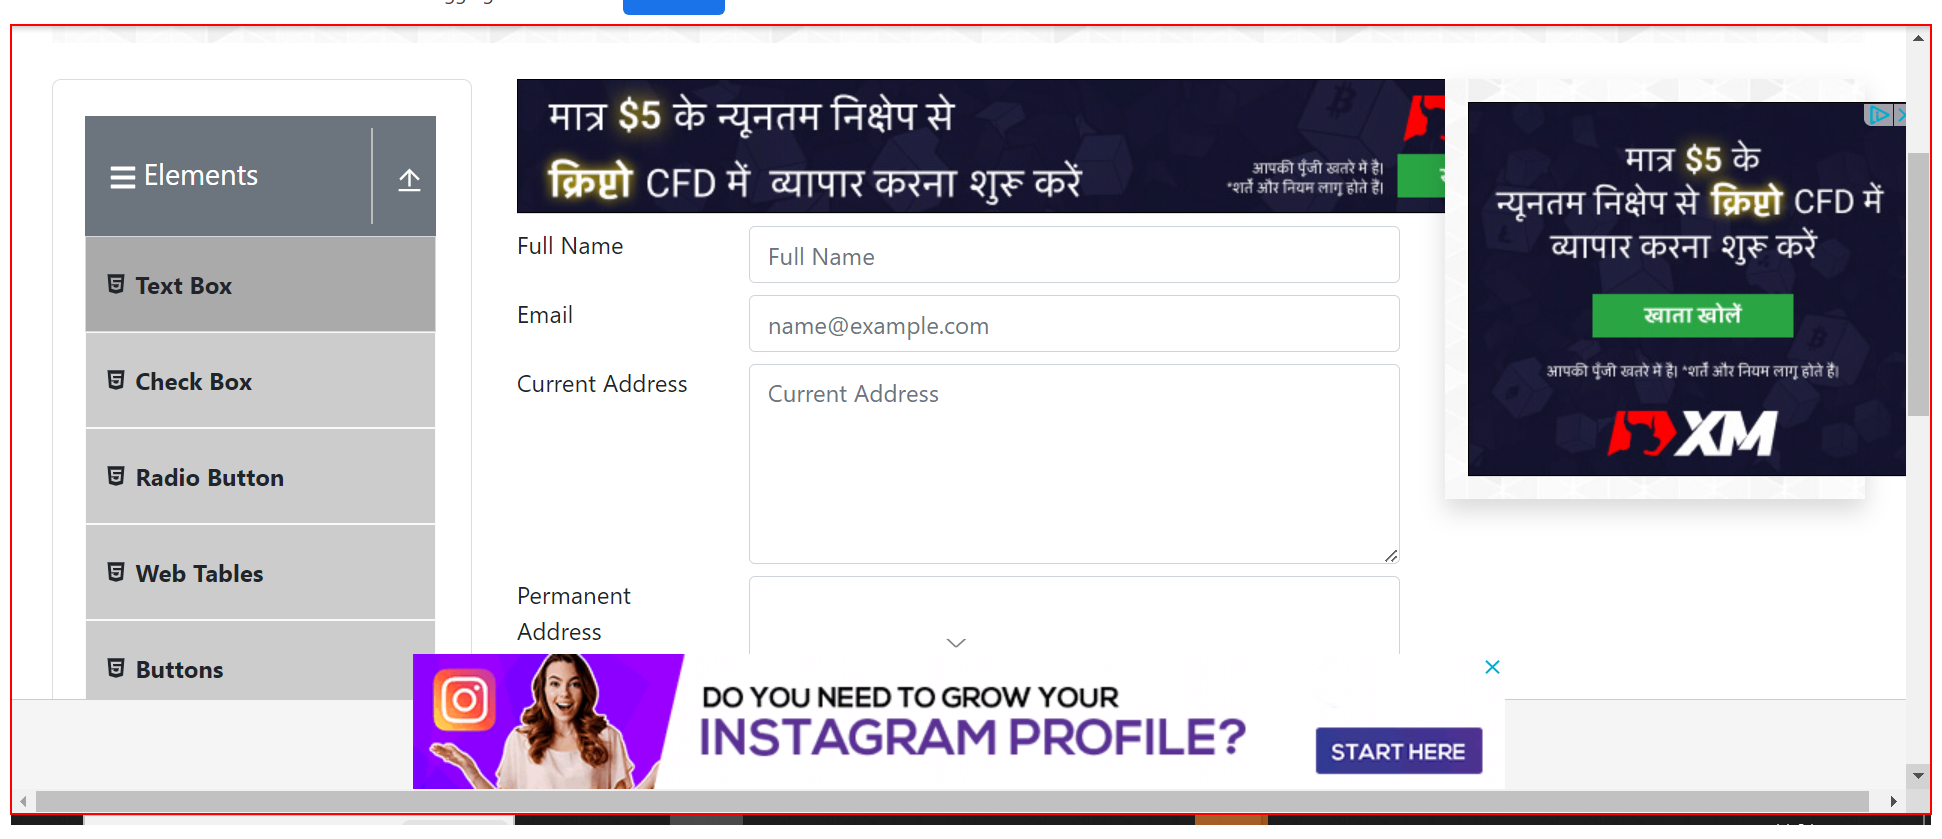 Elements
Text Box
Check Box
Radio Button
Web Tables
Buttons
मात्र $5 के न्यूनतम निक्षेप से
क्रिप्टो CFD में व्यापार करना शुरू करें
आपकी पूँजी खतरे में है।
*शर्तें और नियम लागू होते हैं।
Full Name
Full Name
Email
name@example.com
Current Address
Current Address
Permanent
Address
मात्र $5 के
न्यूनतम निक्षेप से क्रिप्टो CFD में
व्यापार करना शुरू करें
खाता खोलें
आपकी पूँजी खतरे में है। *शर्तें और नियम लागू होते हैं।
XM
DO YOU NEED TO GROW YOUR
INSTAGRAM PROFILE?
START HERE